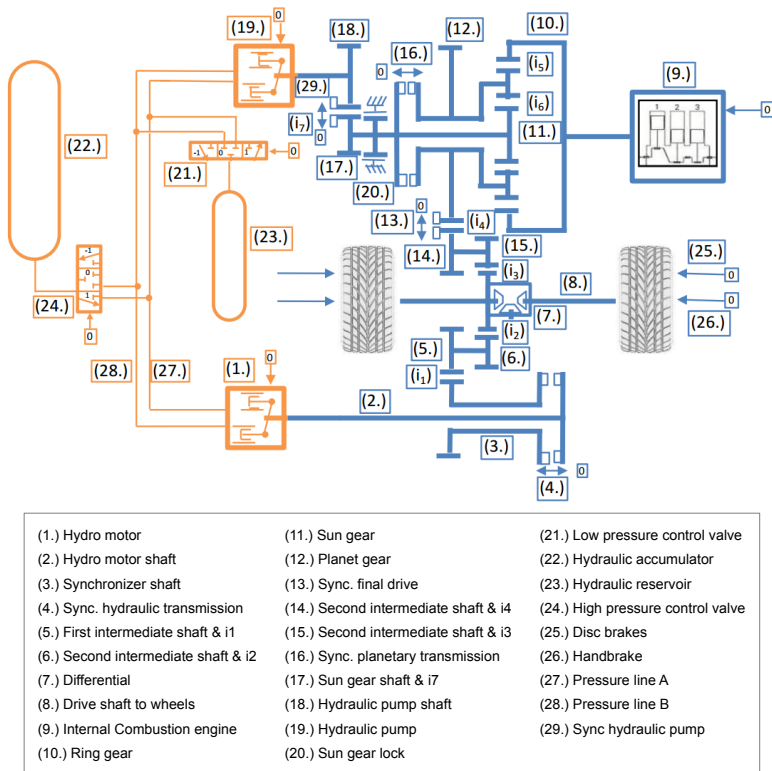 (19.) 0
(18.) (12.) (10.)
(16.) 0
(i5) (9.)
(29.) 0
(i6) 1 2 3 0
(i7) 0
(22.) (11.)
-1 0 1 0
(17.)
(21.) (20.)
(13.) 0 (i4)
(23.) (15.) (25.)
-1 (14.) (i3)
0 (8.) 0
1
(24.) 0
(7.) (26.)
0 (i2)
(5.) (6.)
(28.) (27.) (1.) 0 (i1)
(2.)
(3.)
0
(4.)
(1.) Hydro motor
(2.) Hydro motor shaft
(3.) Synchronizer shaft
(4.) Sync. hydraulic transmission
(5.) First intermediate shaft & i1
(6.) Second intermediate shaft & i2
(7.) Differential
(8.) Drive shaft to wheels
(9.) Internal Combustion engine
(10.) Ring gear
(11.) Sun gear
(12.) Planet gear
(13.) Sync. final drive
(14.) Second intermediate shaft & i4
(15.) Second intermediate shaft & i3
(16.) Sync. planetary transmission
(17.) Sun gear shaft & i7
(18.) Hydraulic pump shaft
(19.) Hydraulic pump
(20.) Sun gear lock
(21.) Low pressure control valve
(22.) Hydraulic accumulator
(23.) Hydraulic reservoir
(24.) High pressure control valve
(25.) Disc brakes
(26.) Handbrake
(27.) Pressure line A
(28.) Pressure line B
(29.) Sync hydraulic pump